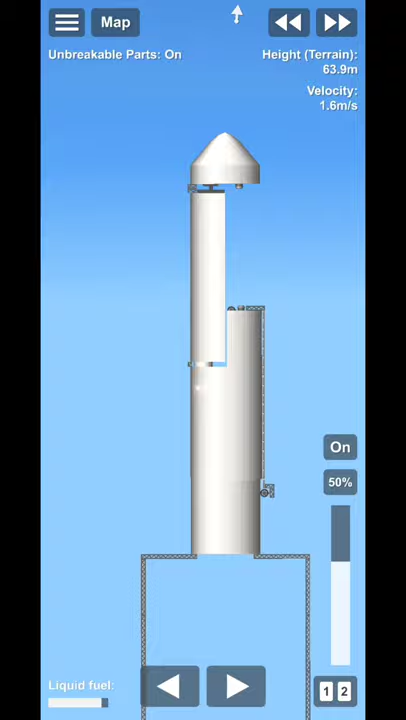 Map
Unbreakable Parts: On
Height (Terrain):
63.9m
Velocity:
1.6m/s
On
50%
Liquid fuel:
1 2